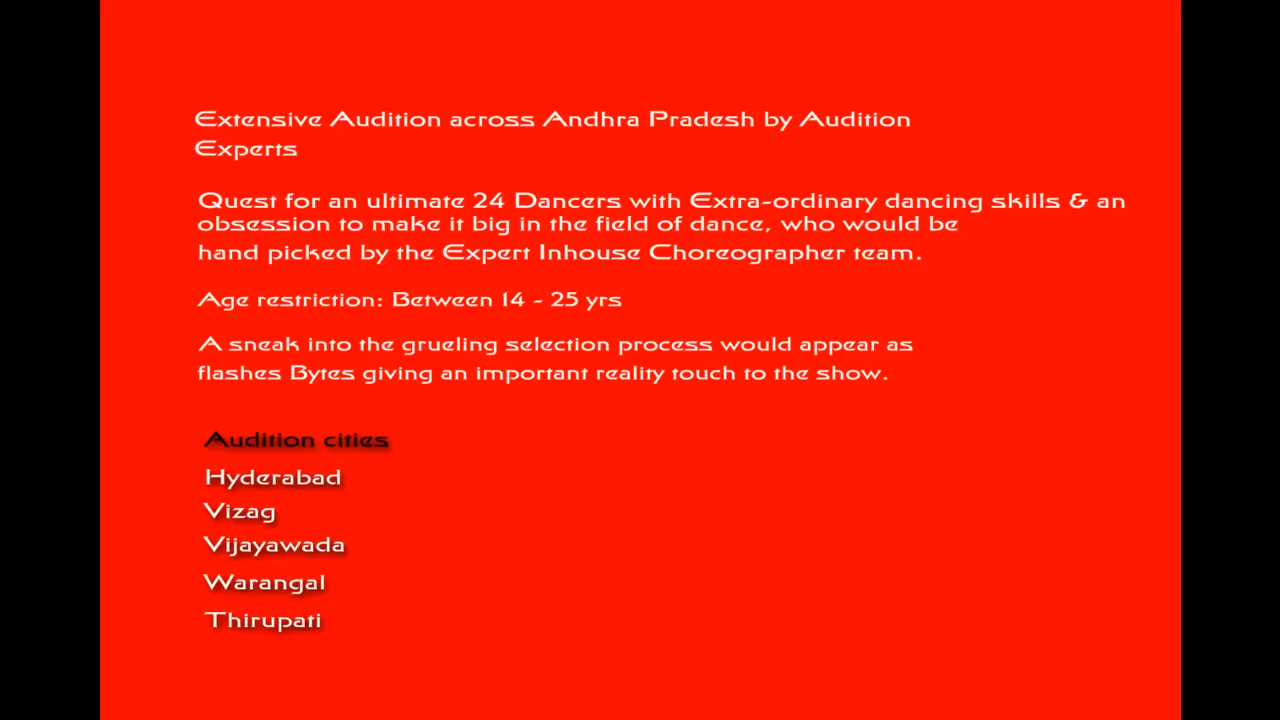 Extensive Audition across Andhra Pradesh by Audition
Experts
Quest for an ultimate 24 Dancers with Extra-ordinary dancing skills & an
obsession to make it big in the field of dance, who would be
hand picked by the Expert Inhouse Choreographer team.
Age restriction: Between 14 - 25 yrs
A sneak into the grueling selection process would appear as
flashes Bytes giving an important reality touch to the show.
Audition cities
Hyderabad
Vizag
Vijayawada
Warangal
Thirupati